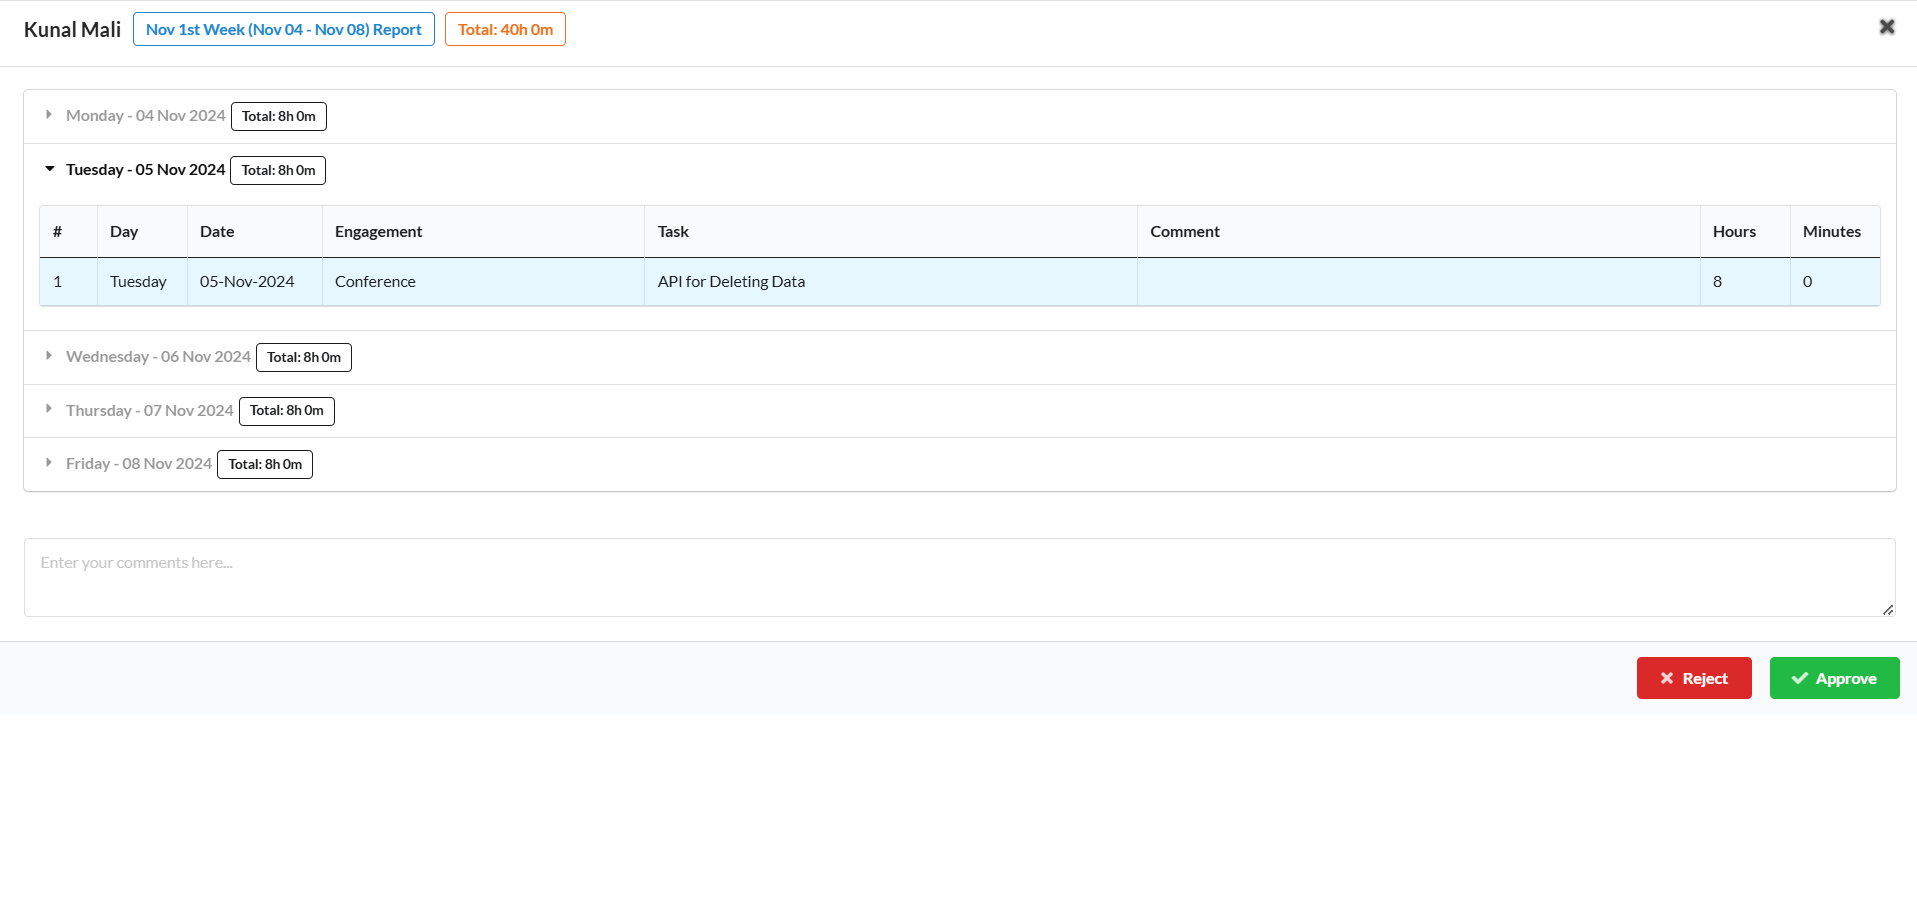 Kunal Mali Nov 1st Week (Nov 04 - Nov 08) Report Total: 40h 0m
Monday - 04 Nov 2024 Total: 8h 0m
Tuesday - 05 Nov 2024 Total: 8h 0m
# Day Date Engagement Task Comment Hours Minutes
1 Tuesday 05-Nov-2024 Conference API for Deleting Data 8 0
Wednesday - 06 Nov 2024 Total: 8h 0m
Thursday - 07 Nov 2024 Total: 8h 0m
Friday - 08 Nov 2024 Total: 8h 0m
Enter your comments here...
Reject Approve